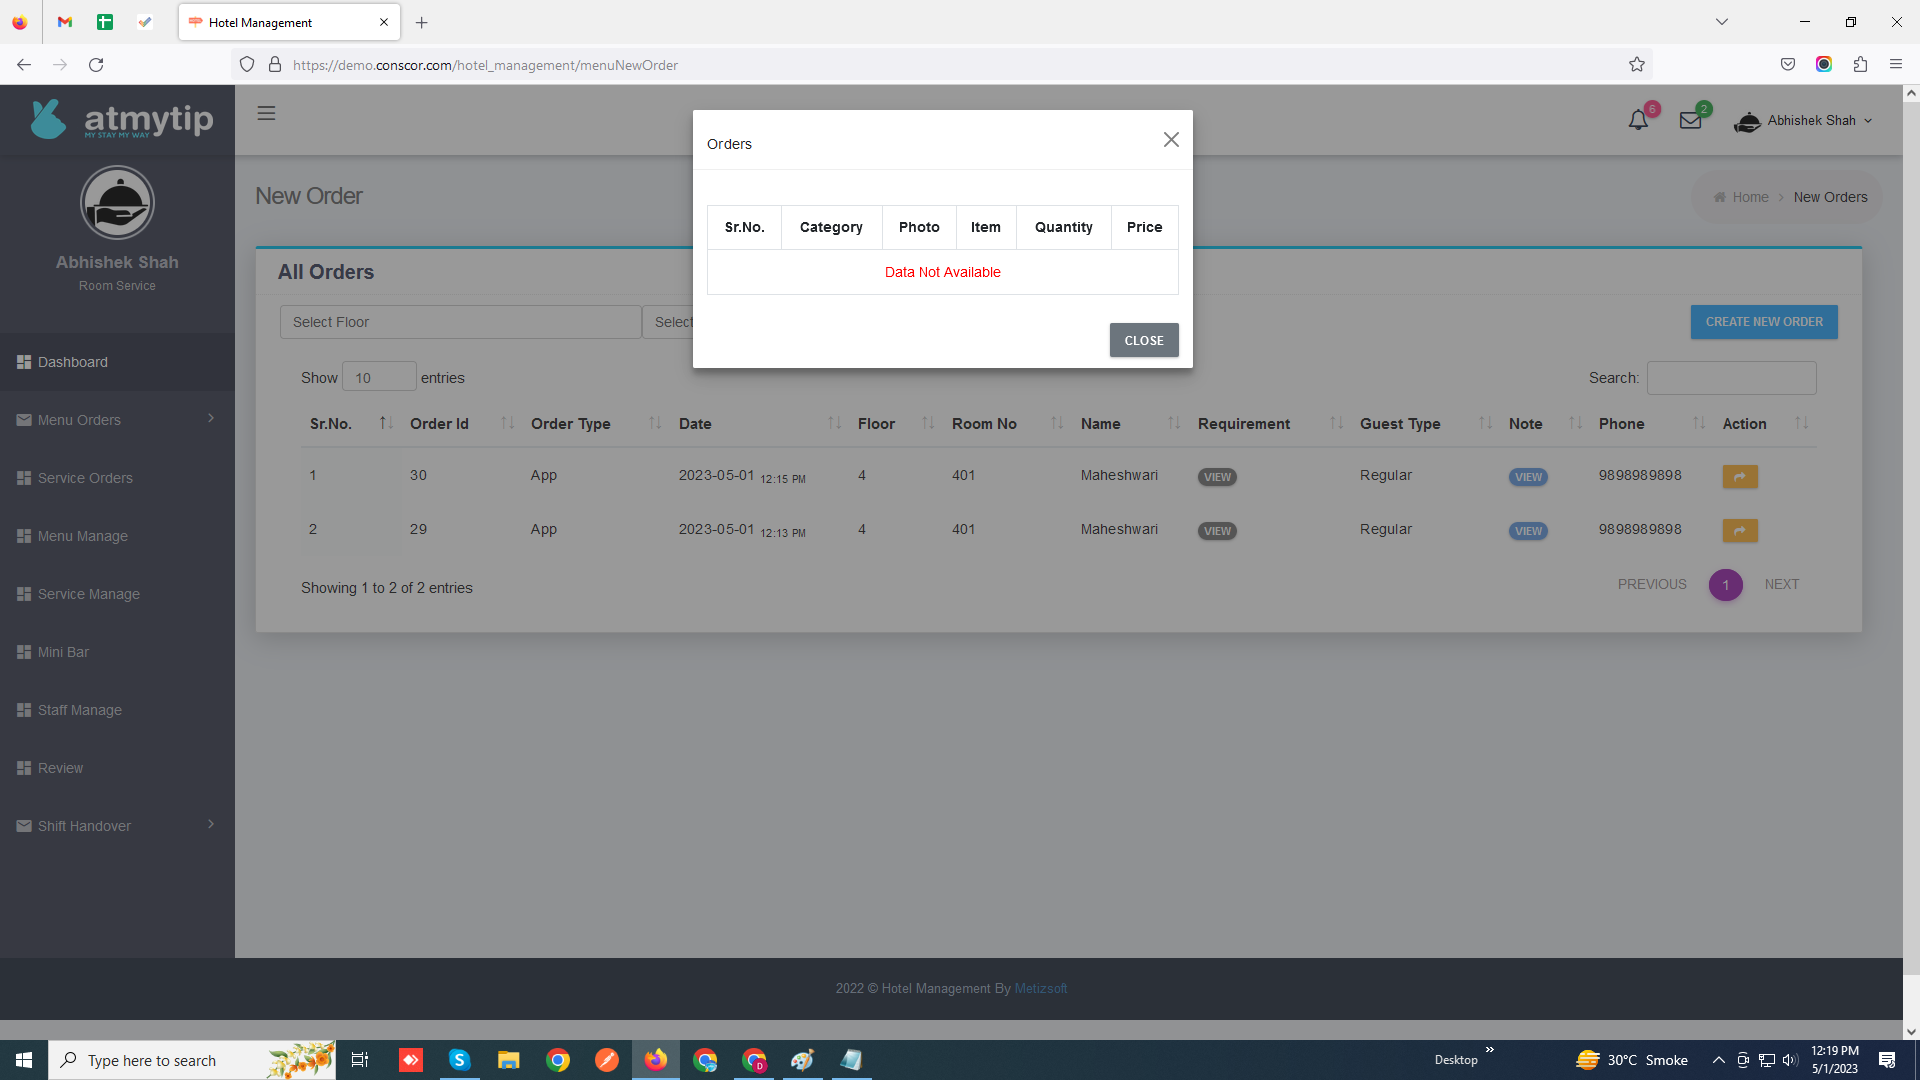 Hotel Management
https://demo.conscor.com/hotel_management/menuNewOrder
atmytip
MY STAY MY WAY
6
2
Abhishek Shah
Abhishek Shah
Room Service
Dashboard
Menu Orders
Service Orders
Menu Manage
Service Manage
Mini Bar
Staff Manage
Review
Shift Handover
New Order
Home > New Orders
All Orders
Select Floor
Select
CREATE NEW ORDER
Orders
Sr.No. Category Photo Item Quantity Price
Data Not Available
CLOSE
Show 10 entries
Search:
Sr.No. Order Id Order Type Date Floor Room No Name Requirement Guest Type Note Phone Action
1 30 App 2023-05-01 12:15 PM 4 401 Maheshwari VIEW Regular VIEW 9898989898
2 29 App 2023-05-01 12:13 PM 4 401 Maheshwari VIEW Regular VIEW 9898989898
Showing 1 to 2 of 2 entries
PREVIOUS 1 NEXT
2022 © Hotel Management By Metizsoft
Type here to search
D
Desktop
30°C Smoke
12:19 PM
5/1/2023